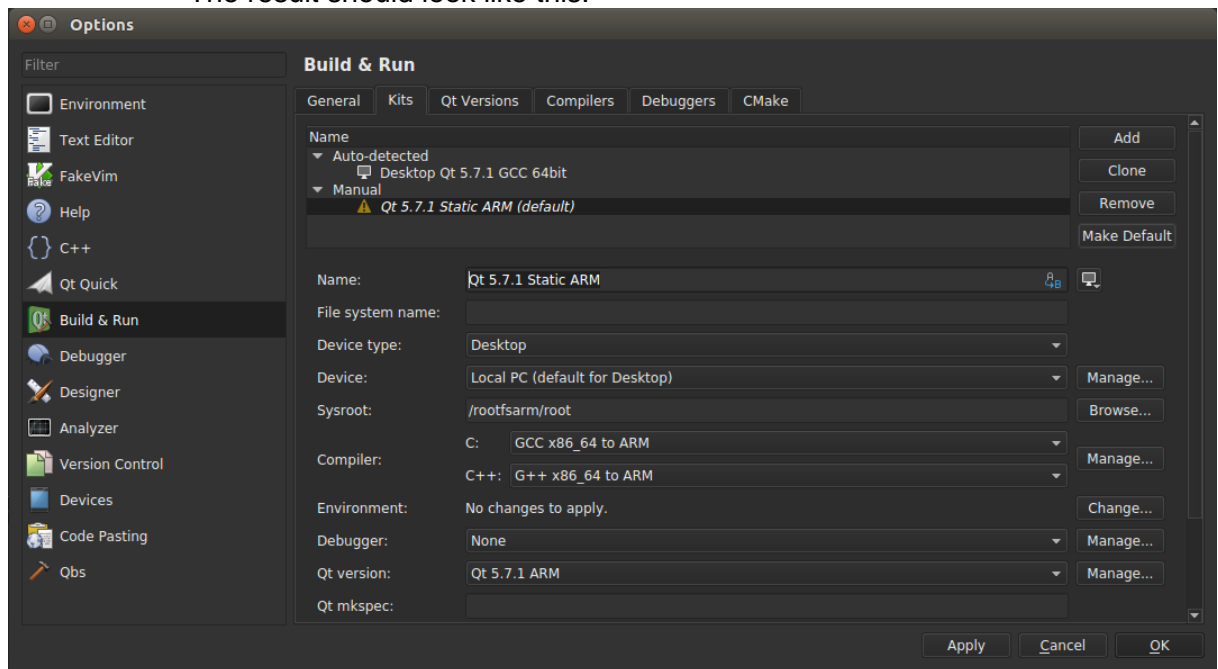 The result should look like this:
Options
Filter
Environment
Text Editor
FakeVim
Help
C++
Qt Quick
Build & Run
Debugger
Designer
Analyzer
Version Control
Devices
Code Pasting
Qbs
Build & Run
General Kits Qt Versions Compilers Debuggers CMake
Name
Auto-detected
Desktop Qt 5.7.1 GCC 64bit
Manual
Qt 5.7.1 Static ARM (default)
Add
Clone
Remove
Make Default
Name: Qt 5.7.1 Static ARM
File system name:
Device type: Desktop
Device: Local PC (default for Desktop) Manage...
Sysroot: /rootfsarm/root Browse...
Compiler:
C: GCC x86_64 to ARM
C++: G++ x86_64 to ARM
Manage...
Environment: No changes to apply. Change...
Debugger: None Manage...
Qt version: Qt 5.7.1 ARM Manage...
Qt mkspec:
Apply Cancel OK